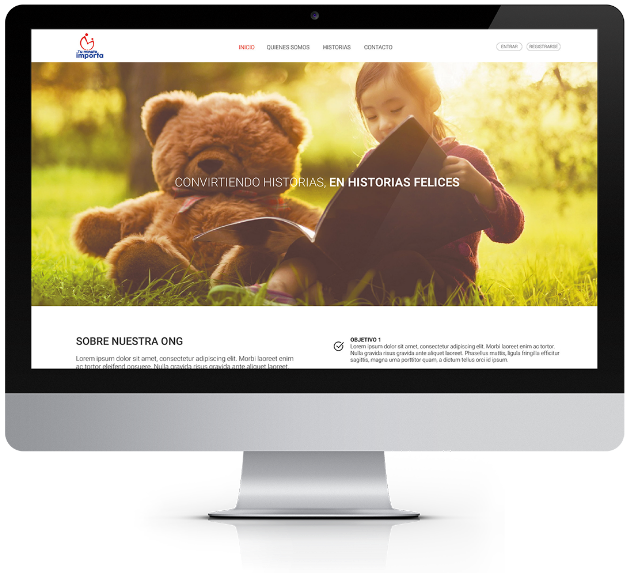 Tu historia
importa
INICIO QUIENES SOMOS HISTORIAS CONTACTO
ENTRAR REGISTRARSE
CONVIRTIENDO HISTORIAS, EN HISTORIAS FELICES
SOBRE NUESTRA ONG
Lorem ipsum dolor sit amet, consectetur adipiscing elit. Morbi laoreet enim
ac tortor eleifend posuere. Nulla gravida risus gravida ante aliquet laoreet.
OBJETIVO 1
Lorem ipsum dolor sit amet, consectetur adipiscing elit. Morbi laoreet enim ac tortor.
Nulla gravida risus gravida ante aliquet laoreet. Phasellus mattis, ligula fringilla efficitur
sagittis, magna urna porttitor quam, a dictum tellus orci id ipsum.